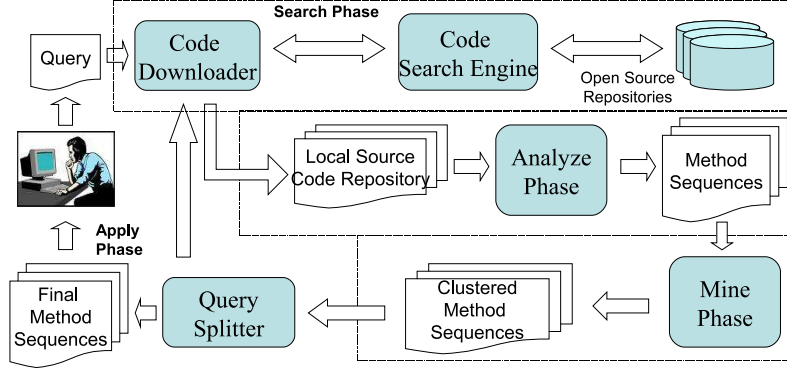 Search Phase
Query
Code
Downloader
Code
Search Engine
Open Source
Repositories
Local Source
Code Repository
Analyze
Phase
Method
Sequences
Apply
Phase
Final
Method
Sequences
Query
Splitter
Clustered
Method
Sequences
Mine
Phase